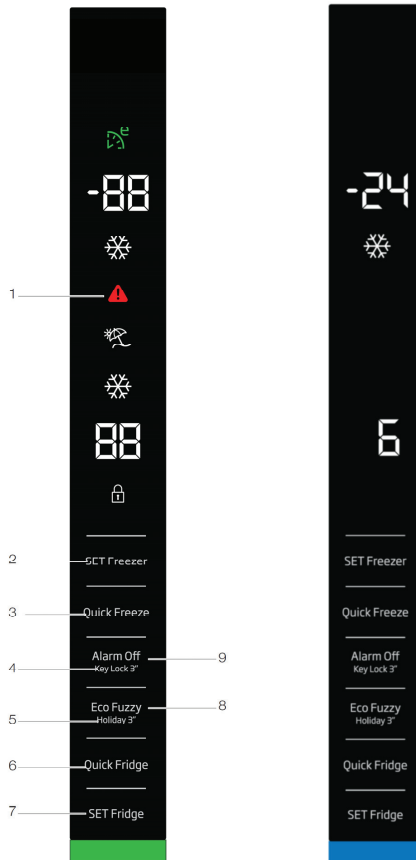 e
-88
1
88
2
SET Freezer
3
Quick Freeze
Alarm Off
9
4
Key Lock 3"
Eco Fuzzy
8
5
Holiday 3"
6
Quick Fridge
7
SET Fridge
-24
6
SET Freezer
Quick Freeze
Alarm Off
Key Lock 3"
Eco Fuzzy
Holiday 3"
Quick Fridge
SET Fridge